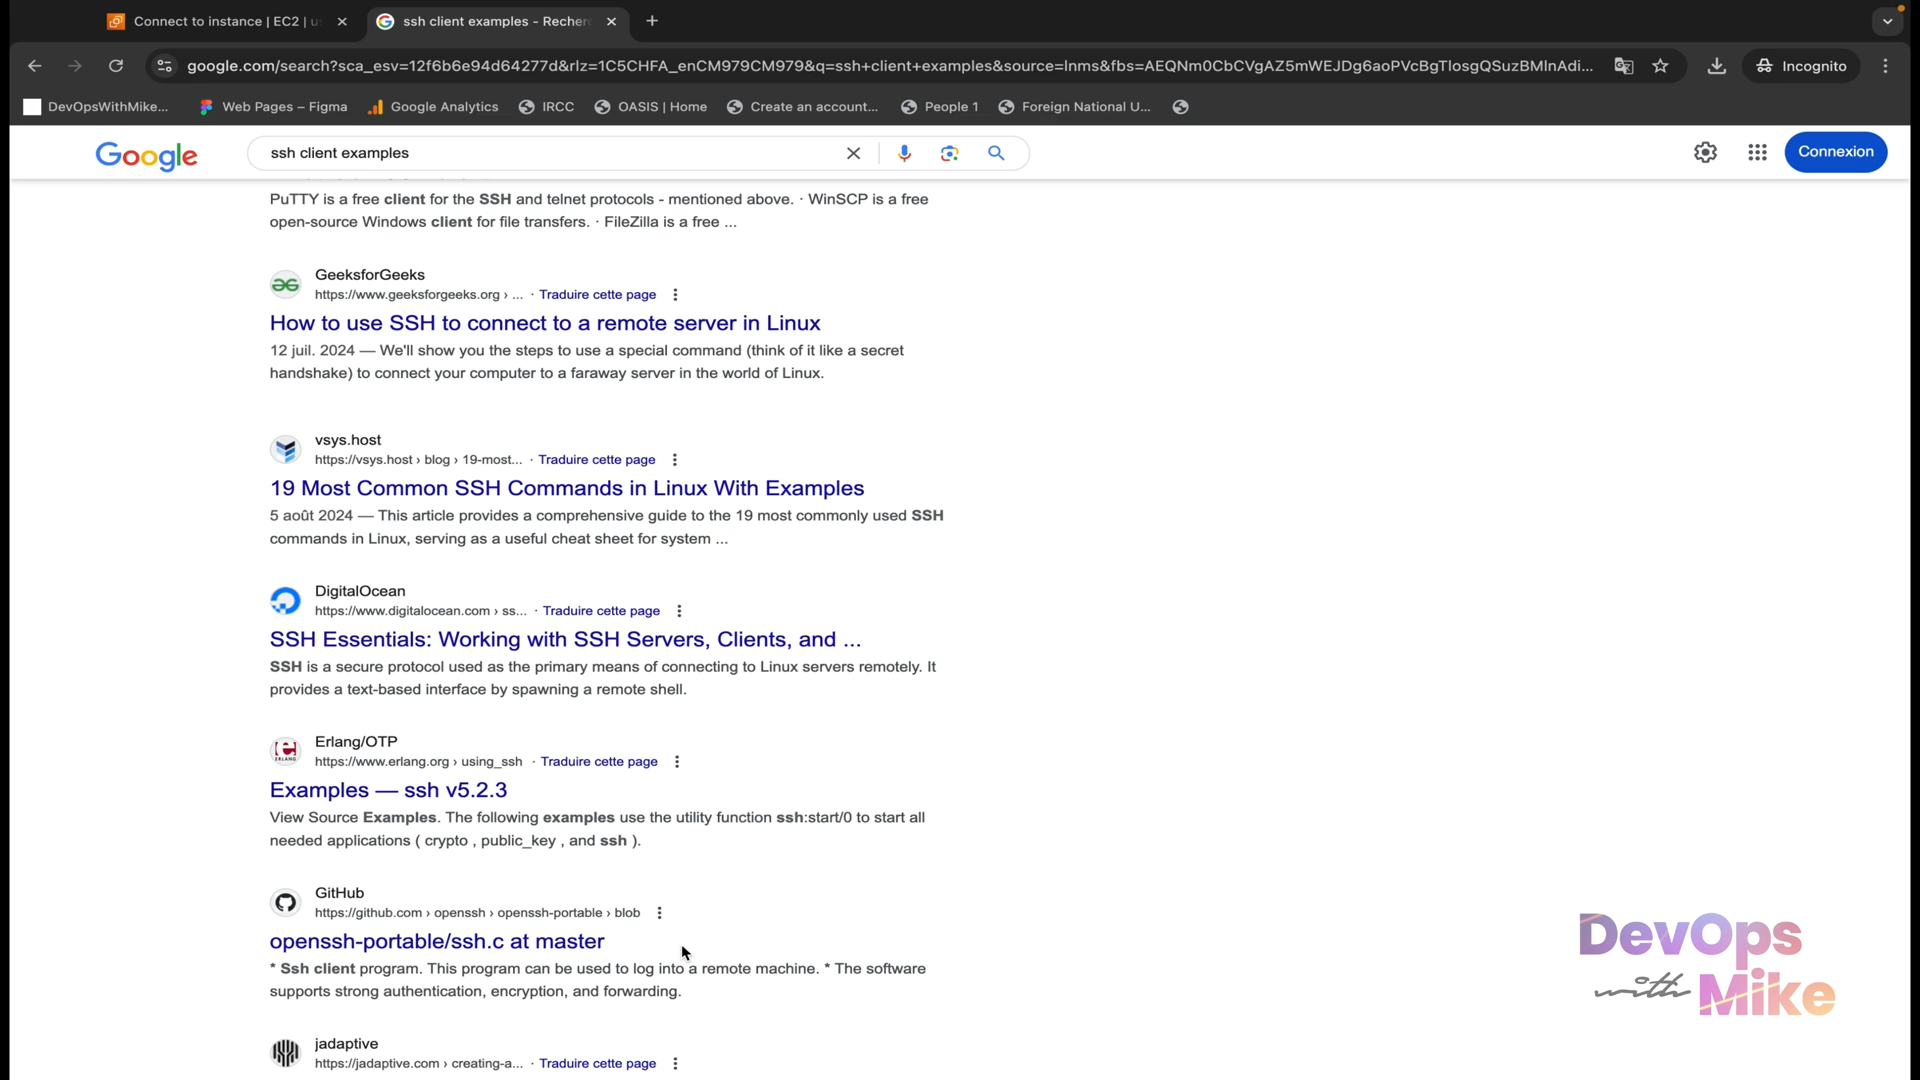 Connect to instance | EC2 | u
ssh client examples - Recher
google.com/search?sca_esv=12f6b6e94d64277d&rlz=1C5CHFA_enCM979CM979&q=ssh+client+examples&source=lnms&fbs=AEQNm0CbCVgAZ5mWEJDg6aoPVcBgTlosgQSuzBMlnAdi...
Incognito
DevOpsWithMike...
Web Pages – Figma
Google Analytics
IRCC
OASIS | Home
Create an account...
People 1
Foreign National U...
Google
ssh client examples
Connexion
PuTTY is a free client for the SSH and telnet protocols - mentioned above. · WinSCP is a free
open-source Windows client for file transfers. · FileZilla is a free ...
GeeksforGeeks
https://www.geeksforgeeks.org › ... · Traduire cette page
How to use SSH to connect to a remote server in Linux
12 juil. 2024 — We'll show you the steps to use a special command (think of it like a secret
handshake) to connect your computer to a faraway server in the world of Linux.
vsys.host
https://vsys.host › blog › 19-most... · Traduire cette page
19 Most Common SSH Commands in Linux With Examples
5 août 2024 — This article provides a comprehensive guide to the 19 most commonly used SSH
commands in Linux, serving as a useful cheat sheet for system ...
DigitalOcean
https://www.digitalocean.com › ss... · Traduire cette page
SSH Essentials: Working with SSH Servers, Clients, and ...
SSH is a secure protocol used as the primary means of connecting to Linux servers remotely. It
provides a text-based interface by spawning a remote shell.
ERLANG
Erlang/OTP
https://www.erlang.org › using_ssh · Traduire cette page
Examples — ssh v5.2.3
View Source Examples. The following examples use the utility function ssh:start/0 to start all
needed applications ( crypto , public_key , and ssh ).
GitHub
https://github.com › openssh › openssh-portable › blob
openssh-portable/ssh.c at master
* Ssh client program. This program can be used to log into a remote machine. * The software
supports strong authentication, encryption, and forwarding.
jadaptive
https://jadaptive.com › creating-a... · Traduire cette page
DevOps
with Mike